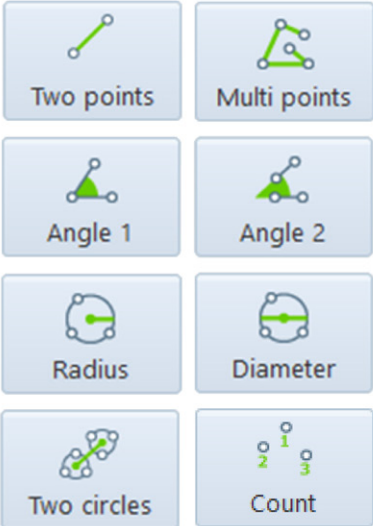 Two points
Multi points
Angle 1
Angle 2
Radius
Diameter
Two circles
1
2
3
Count